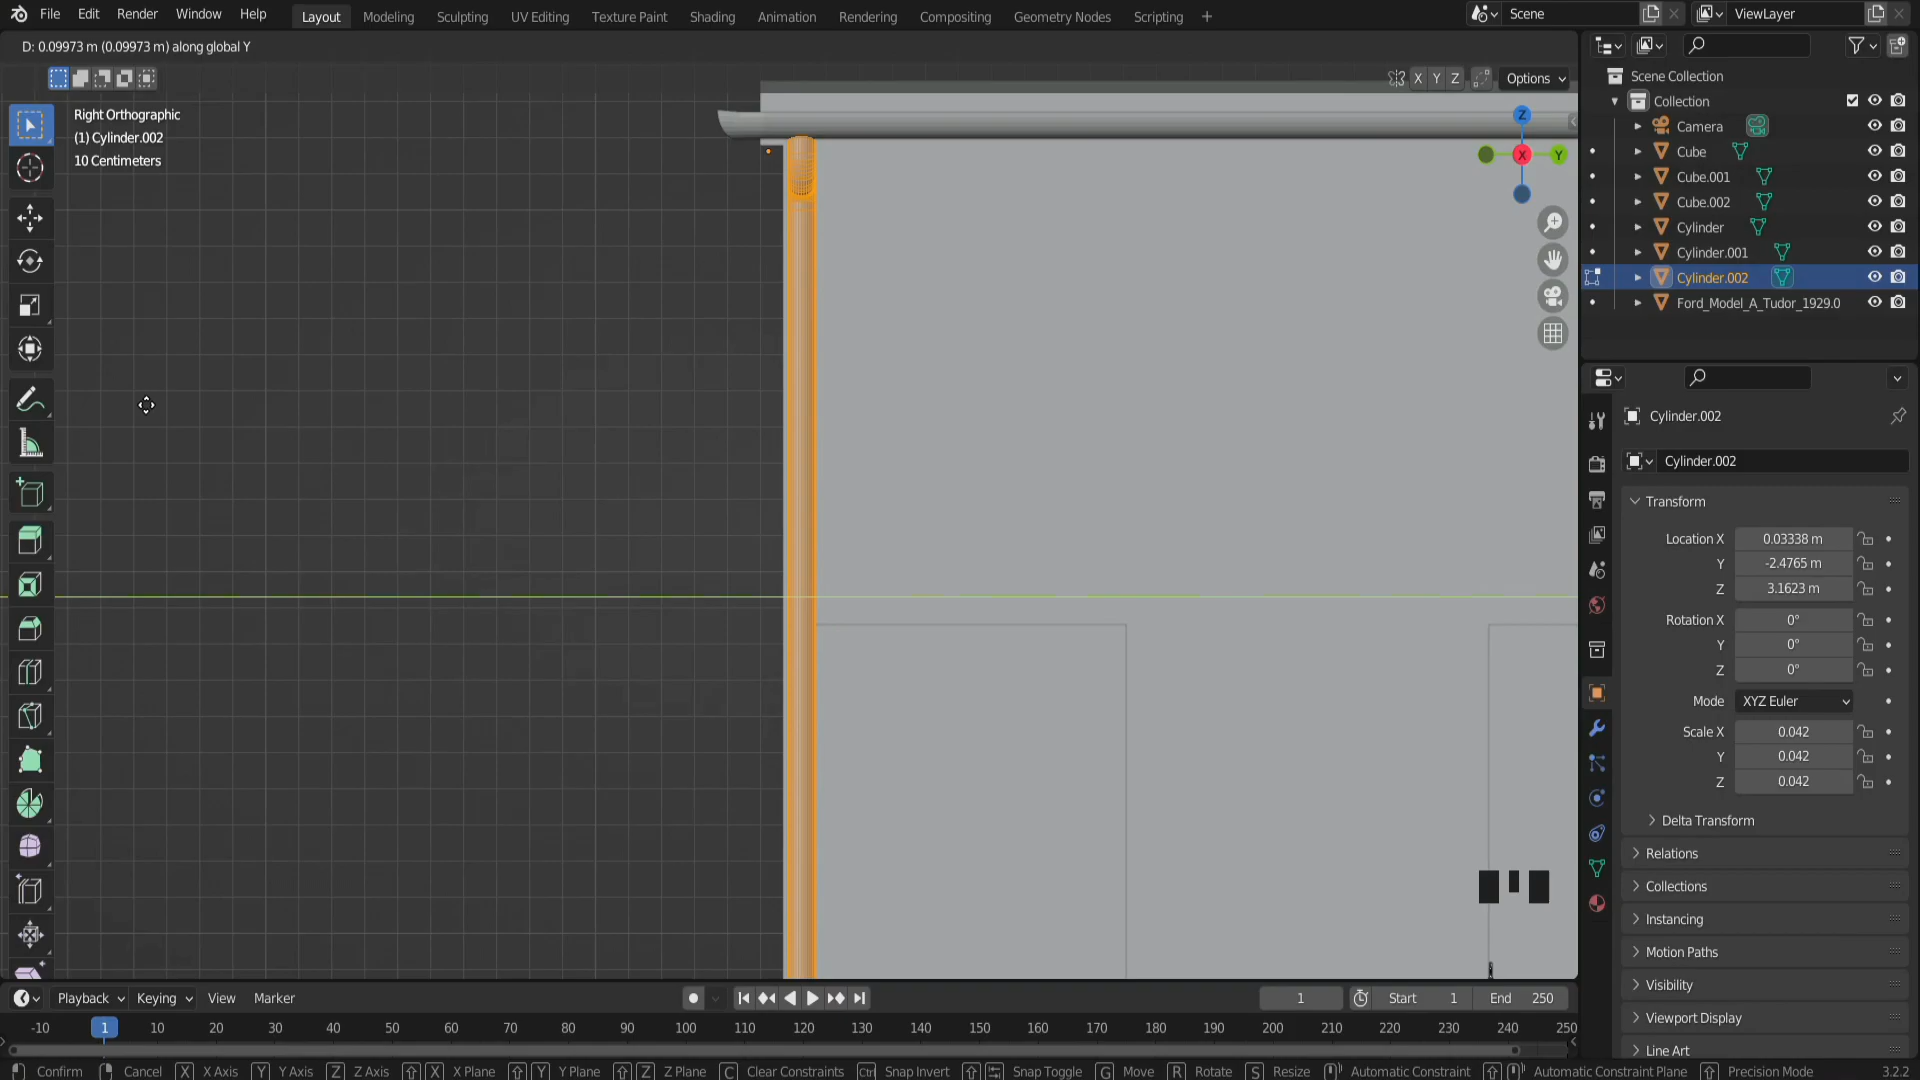 File Edit Render Window Help Layout Modeling Sculpting UV Editing Texture Paint Shading Animation Rendering Compositing Geometry Nodes Scripting + Scene ViewLayer
D: 0.09973 m (0.09973 m) along global Y
X Y Z Options
Right Orthographic
(1) Cylinder.002
10 Centimeters
Z
X
Y
Scene Collection
Collection
Camera
Cube
Cube.001
Cube.002
Cylinder
Cylinder.001
Cylinder.002
Ford_Model_A_Tudor_1929.0
Cylinder.002
Cylinder.002
Transform
Location X 0.03338 m
Y -2.4765 m
Z 3.1623 m
Rotation X 0°
Y 0°
Z 0°
Mode XYZ Euler
Scale X 0.042
Y 0.042
Z 0.042
Delta Transform
Relations
Collections
Instancing
Motion Paths
Visibility
Viewport Display
Line Art
Playback Keying View Marker 1 Start 1 End 250
-10 1 10 20 30 40 50 60 70 80 90 100 110 120 130 140 150 160 170 180 190 200 210 220 230 240 250
Confirm Cancel X X Axis Y Y Axis Z Z Axis X X Plane Y Y Plane Z Z Plane C Clear Constraints Ctrl Snap Invert Snap Toggle G Move R Rotate S Resize Automatic Constraint Automatic Constraint Plane Precision Mode 3.2.2